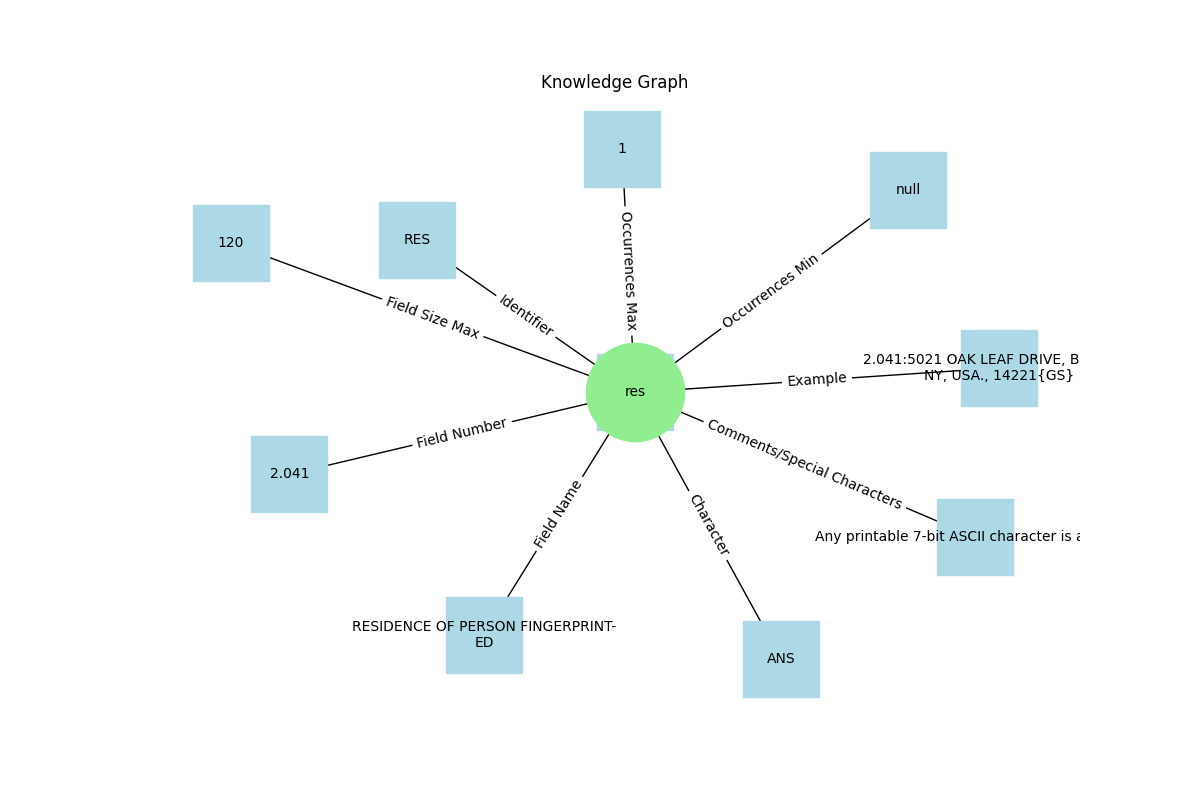 Knowledge Graph
1
null
RES
120
Occurrences Max
Occurrences Min
Identifier
Field Size Max
2.041:5021 OAK LEAF DRIVE, B
NY, USA., 14221{GS}
Example
res
Field Number
Comments/Special Characters
2.041
Field Name
Character
Any printable 7-bit ASCII character is
RESIDENCE OF PERSON FINGERPRINT-
ED
ANS